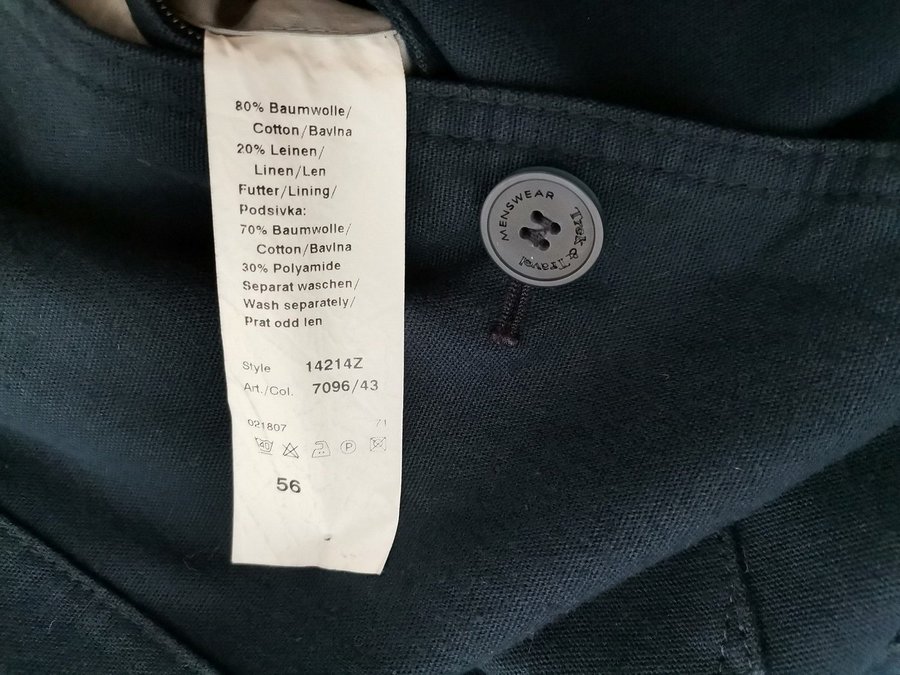 80% Baumwolle/
Cotton/Bavlna
20% Leinen/
Linen/Len
Futter/Lining/
Podsivka:
70% Baumwolle/
Cotton/Bavlna
30% Polyamide
Separat waschen/
Wash separately/
Prat odd len
Style 14214Z
Art./Col. 7096/43
021807 71
40 P
56
MENSWEAR
Trek & Travel